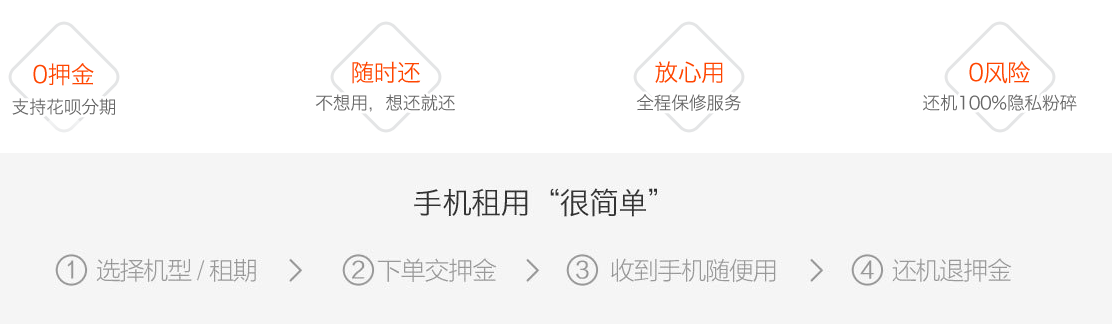 0押金
支持花呗分期
随时还
不想用，想还就还
放心用
全程保修服务
0风险
还机100%隐私粉碎
手机租用“很简单”
① 选择机型 / 租期 > ② 下单交押金 > ③ 收到手机随便用 > ④ 还机退押金